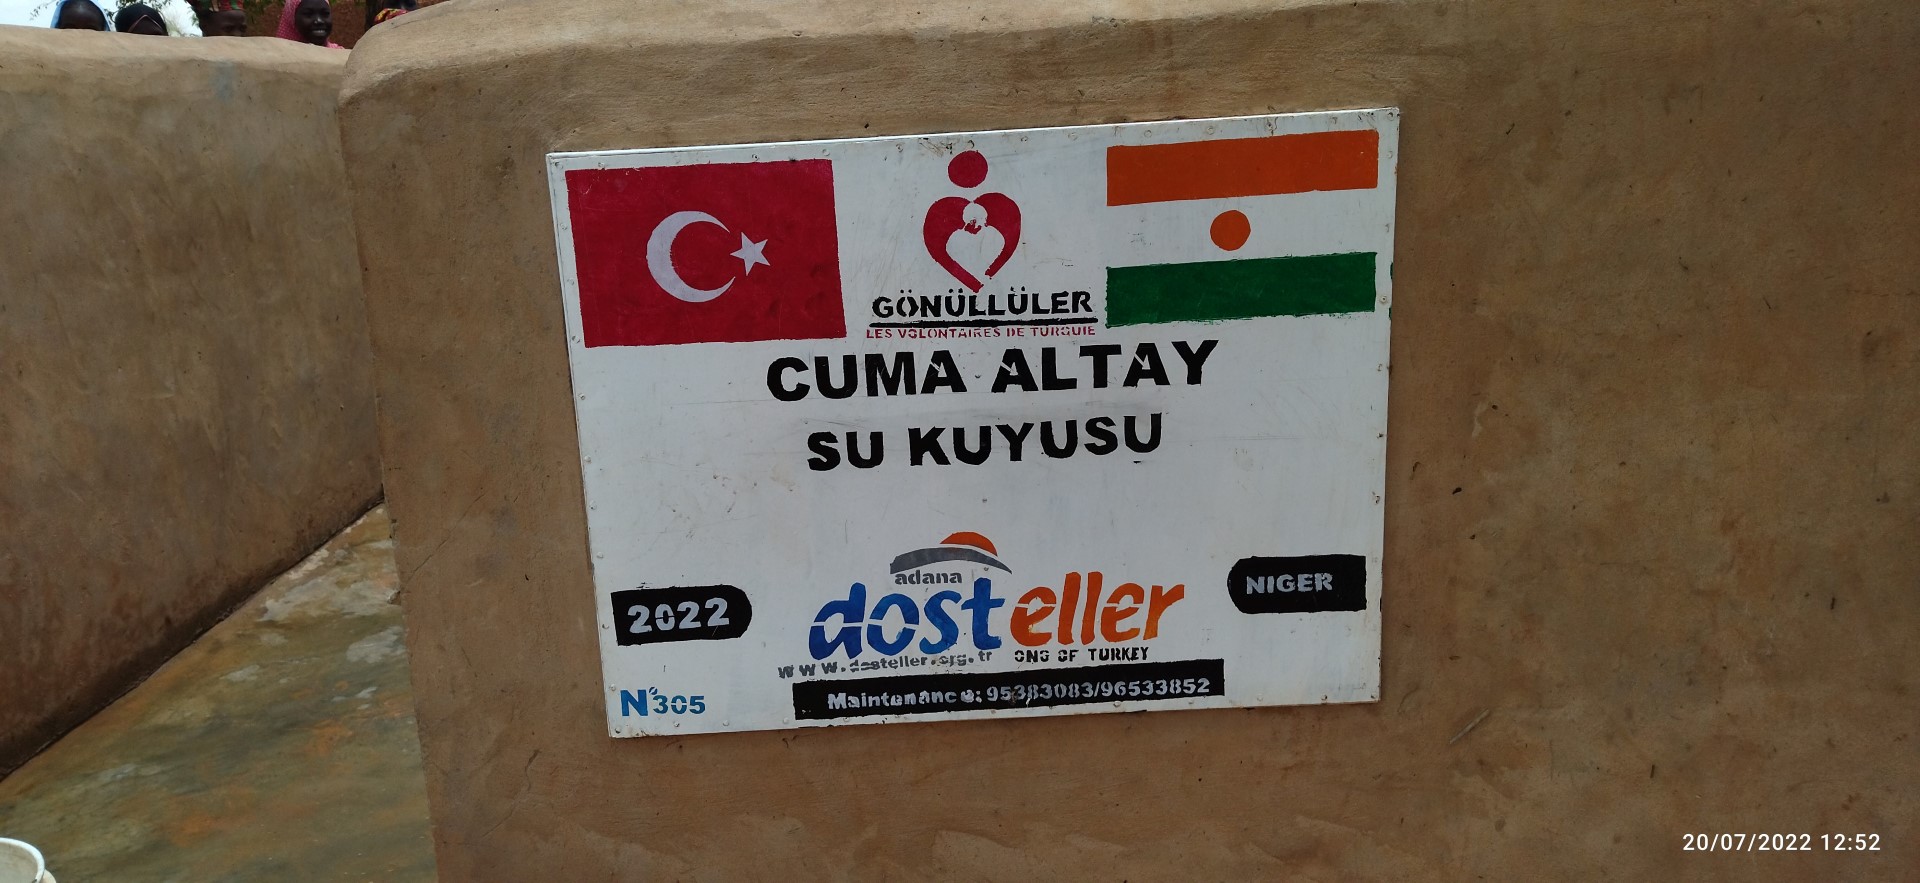 GÖNÜLLÜLER
LES VOLONTAIRES DE TURQUIE
CUMA ALTAY
SU KUYUSU
adana
dosteller
www.dosteller.org.tr
ONG OF TURKEY
2022
NIGER
N°305
Maintenance: 95383083/96533852
20/07/2022 12:52